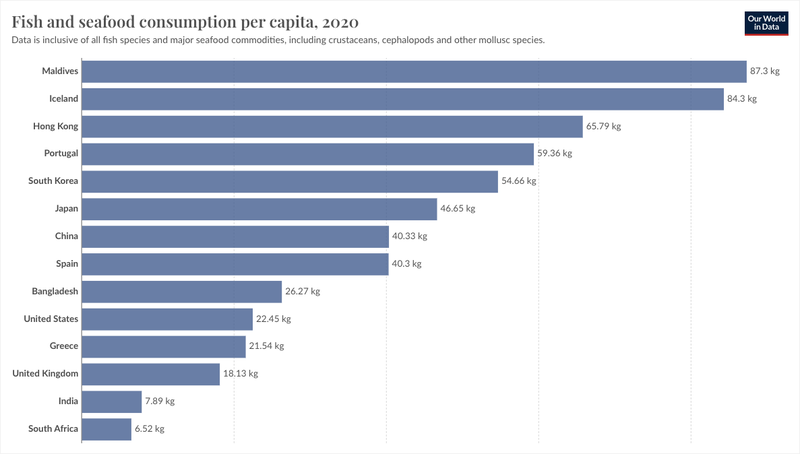 Fish and seafood consumption per capita, 2020
Our World
in Data
Data is inclusive of all fish species and major seafood commodities, including crustaceans, cephalopods and other mollusc species.
Maldives 87.3 kg
Iceland 84.3 kg
Hong Kong 65.79 kg
Portugal 59.36 kg
South Korea 54.66 kg
Japan 46.65 kg
China 40.33 kg
Spain 40.3 kg
Bangladesh 26.27 kg
United States 22.45 kg
Greece 21.54 kg
United Kingdom 18.13 kg
India 7.89 kg
South Africa 6.52 kg